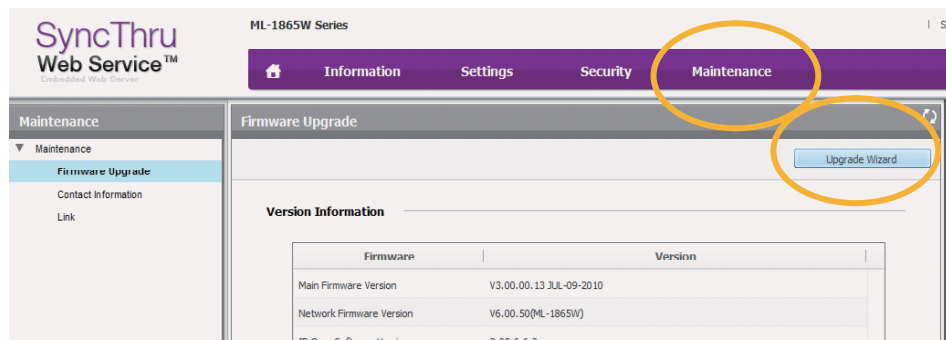 SyncThru
Web Service™
Embedded Web Server
ML-1865W Series
Information Settings Security Maintenance
Maintenance
Maintenance
Firmware Upgrade
Contact Information
Link
Firmware Upgrade
Upgrade Wizard
Version Information
Firmware Version
Main Firmware Version V3.00.00.13 JUL-09-2010
Network Firmware Version V6.00.50(ML-1865W)